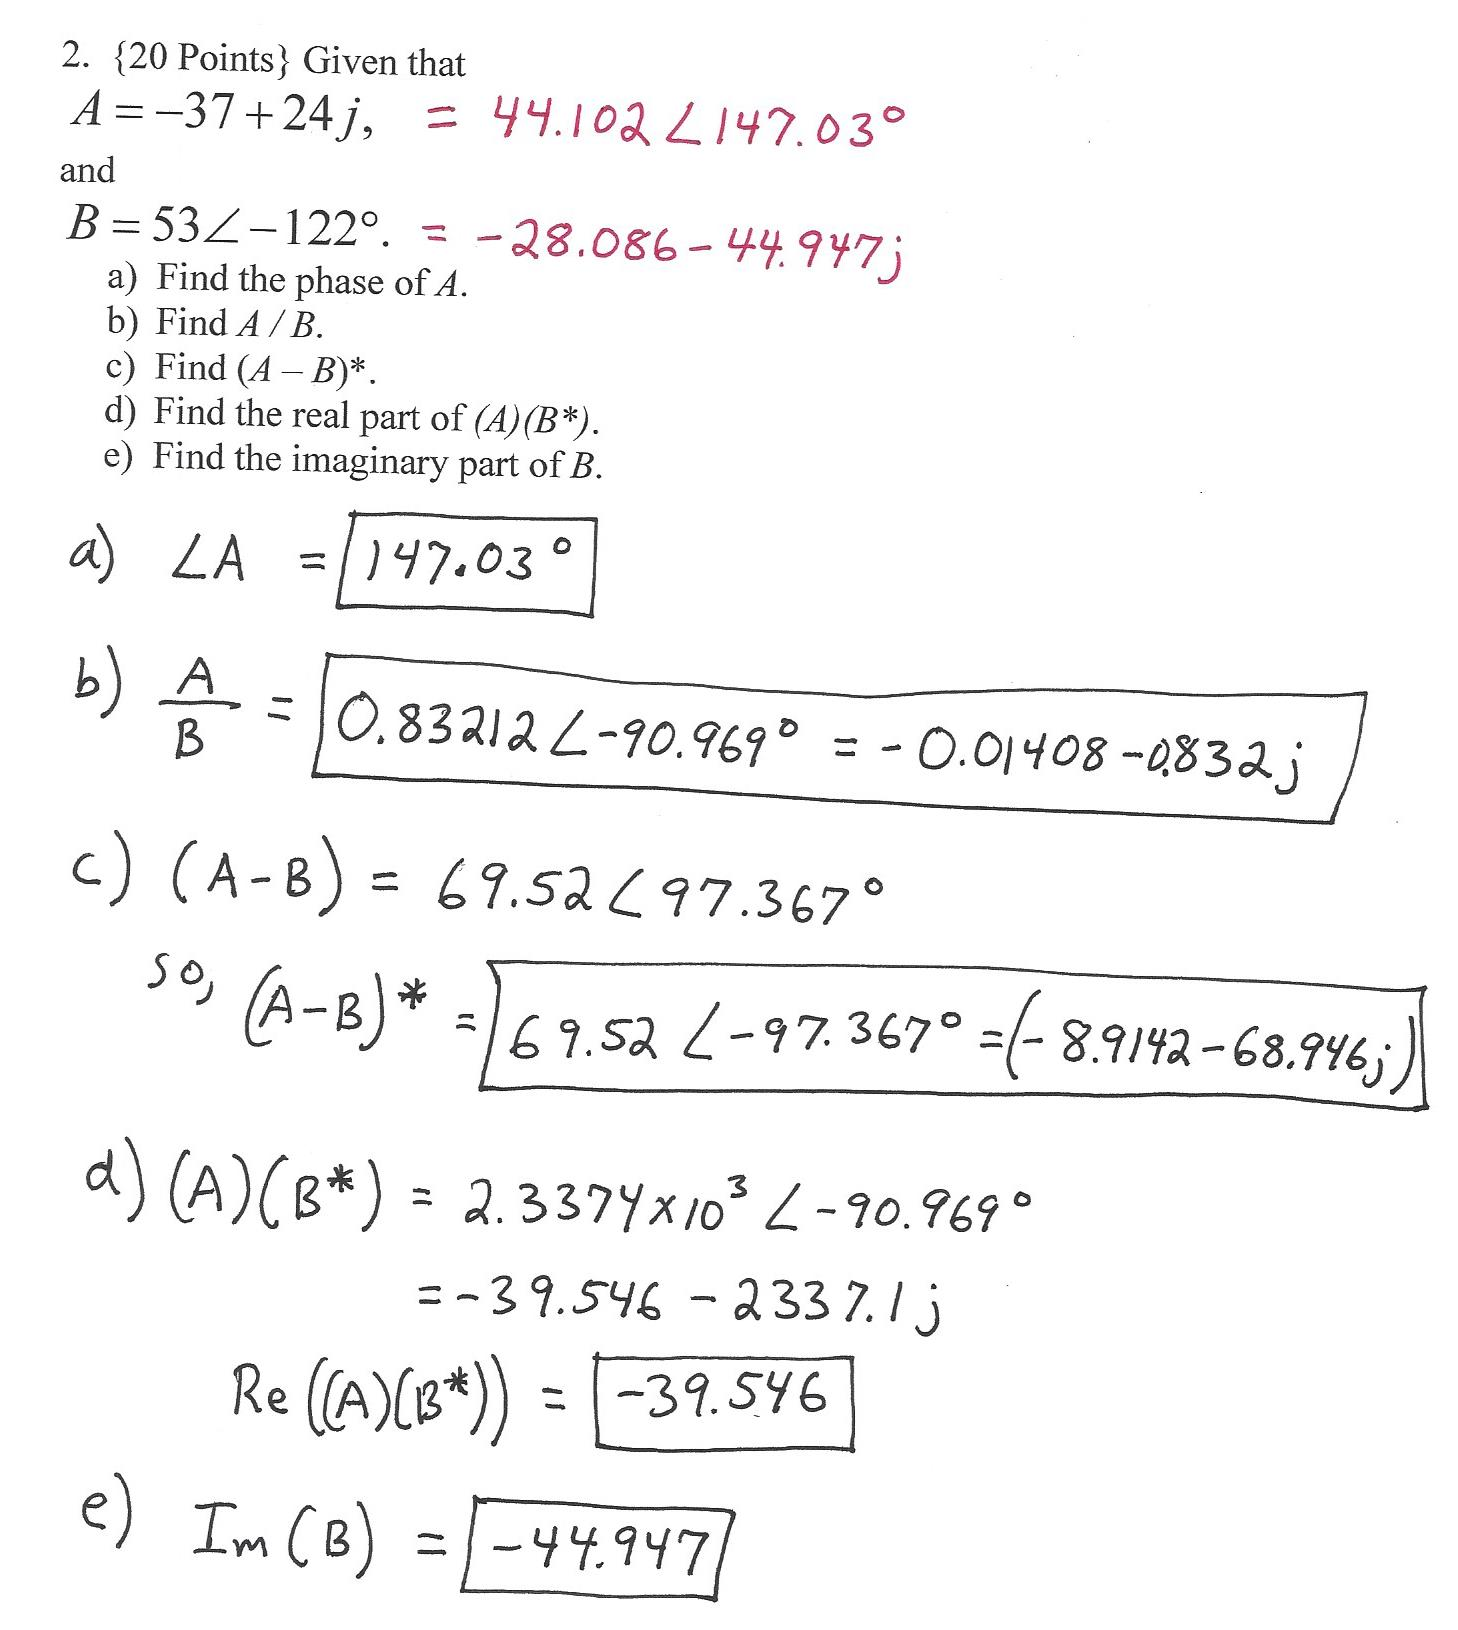 2. {20 Points} Given that
A = −37 + 24j, = 44.102 ∠ 147.03°
and
B = 53∠−122°. = −28.086 − 44.947j
a) Find the phase of A.
b) Find A / B.
c) Find (A – B)*.
d) Find the real part of (A)(B*).
e) Find the imaginary part of B.
a) ∠A = 147.03°
b) A/B = 0.83212 ∠ −90.969° = −0.01408 − 0.832j
c) (A−B) = 69.52 ∠ 97.367°
so, (A−B)* = 69.52 ∠ −97.367° = (−8.9142 − 68.946j)
d) (A)(B*) = 2.3374×10³ ∠ −90.969°
= −39.546 − 2337.1j
Re((A)(B*)) = −39.546
e) Im(B) = −44.947